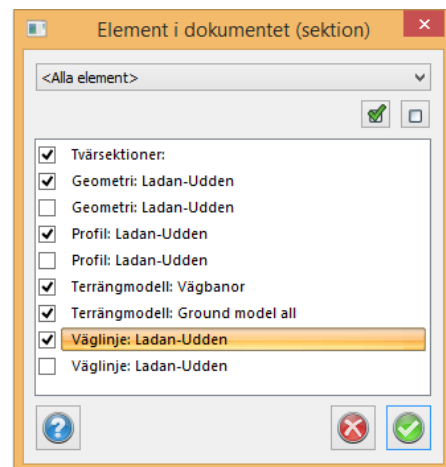 Element i dokumentet (sektion)
<Alla element>
Tvärsektioner:
Geometri: Ladan-Udden
Geometri: Ladan-Udden
Profil: Ladan-Udden
Profil: Ladan-Udden
Terrängmodell: Vägbanor
Terrängmodell: Ground model all
Väglinje: Ladan-Udden
Väglinje: Ladan-Udden